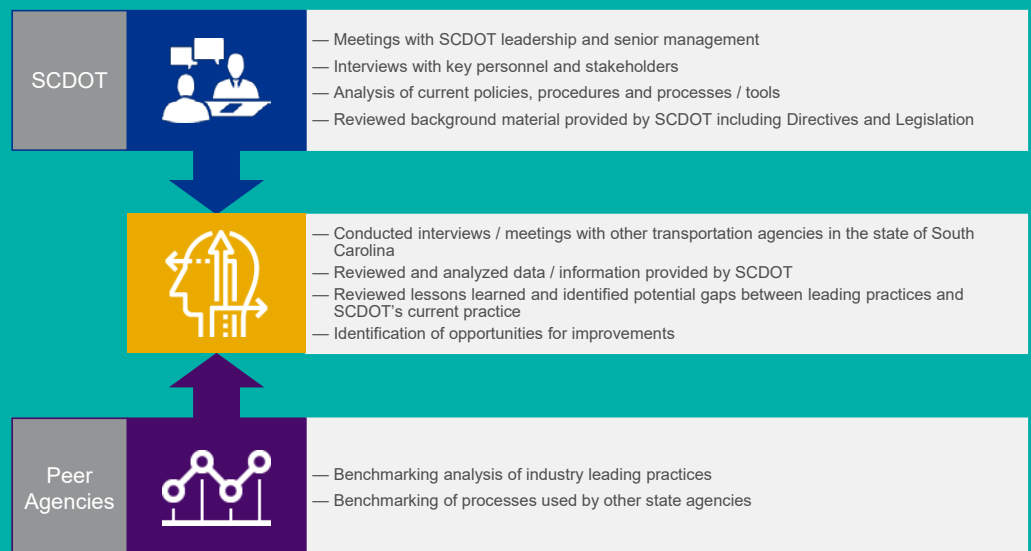 SCDOT
— Meetings with SCDOT leadership and senior management
— Interviews with key personnel and stakeholders
— Analysis of current policies, procedures and processes / tools
— Reviewed background material provided by SCDOT including Directives and Legislation
— Conducted interviews / meetings with other transportation agencies in the state of South
Carolina
— Reviewed and analyzed data / information provided by SCDOT
— Reviewed lessons learned and identified potential gaps between leading practices and
SCDOT's current practice
— Identification of opportunities for improvements
Peer
Agencies
— Benchmarking analysis of industry leading practices
— Benchmarking of processes used by other state agencies